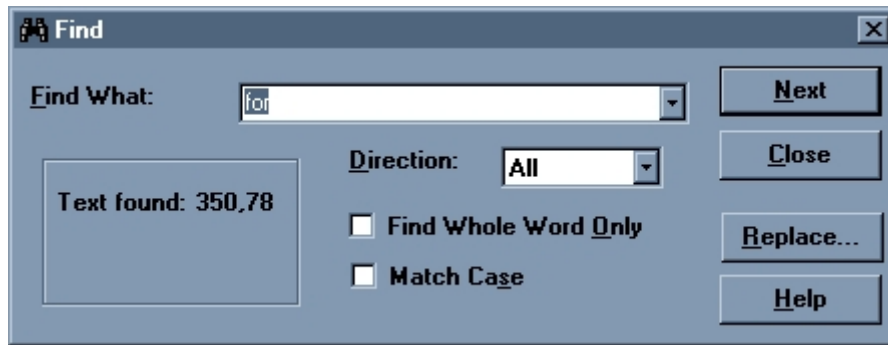 Find
Find What:
for
Next
Direction:
All
Close
Text found: 350,78
Find Whole Word Only
Replace...
Match Case
Help